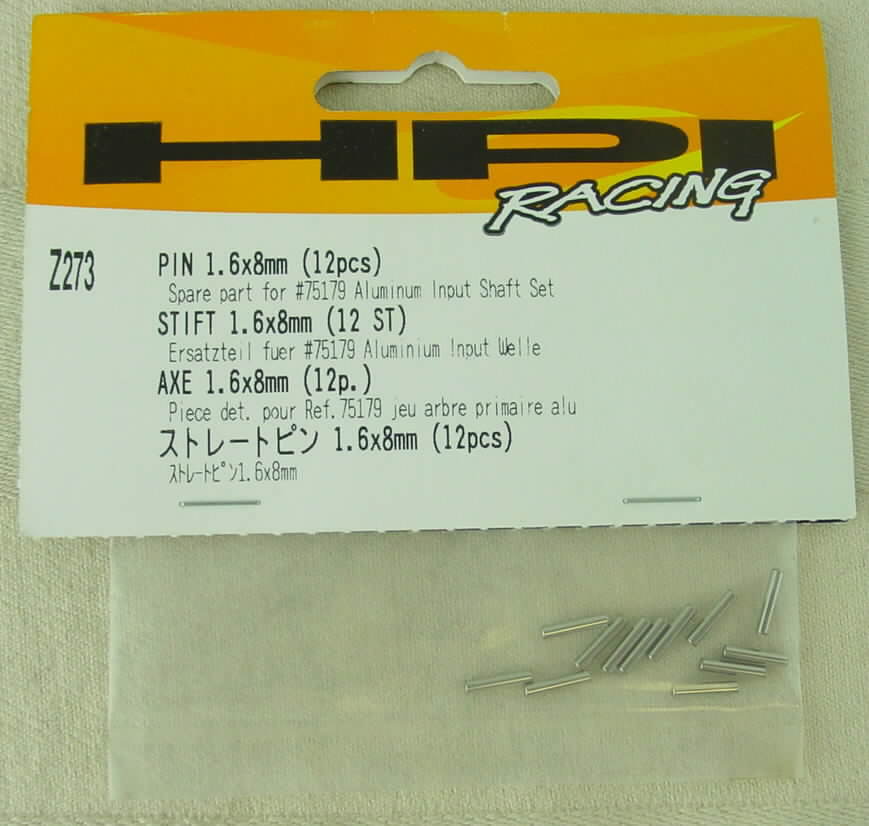 HPI
RACING
Z273
PIN 1.6x8mm (12pcs)
Spare part for #75179 Aluminum Input Shaft Set
STIFT 1.6x8mm (12 ST)
Ersatzteil fuer #75179 Aluminium Input Welle
AXE 1.6x8mm (12p.)
Piece det. pour Ref.75179 jeu arbre primaire alu
ストレートピン 1.6x8mm (12pcs)
ｽﾄﾚｰﾄﾋﾟﾝ1.6x8mm